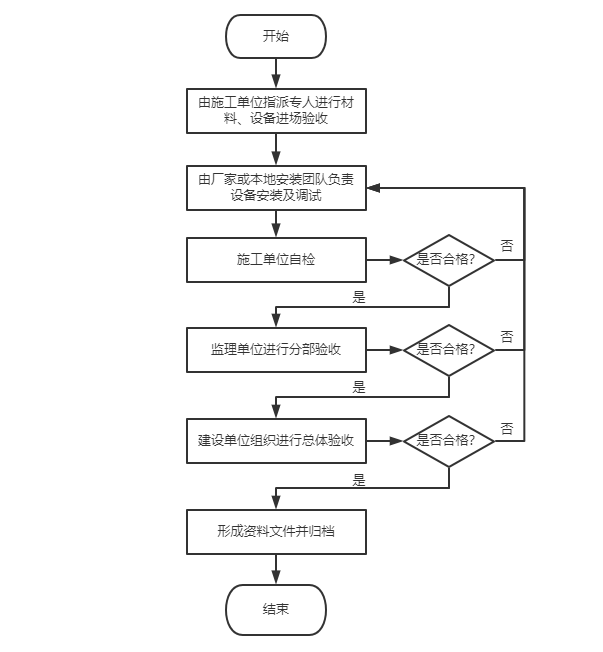 开始
由施工单位指派专人进行材
料、设备进场验收
由厂家或本地安装团队负责
设备安装及调试
施工单位自检
是否合格?
否
是
监理单位进行分部验收
是否合格?
否
是
建设单位组织进行总体验收
是否合格?
否
是
形成资料文件并归档
结束